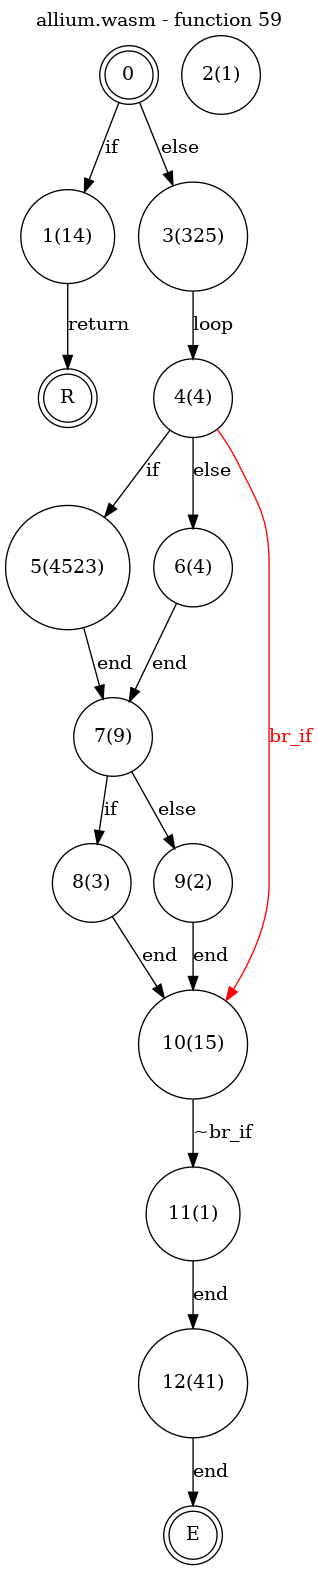 allium.wasm - function 59
0
2(1)
if
else
1(14)
3(325)
return
loop
R
4(4)
if
else
5(4523)
6(4)
end
end
7(9)
br_if
if
else
8(3)
9(2)
end
end
10(15)
~br_if
11(1)
end
12(41)
end
E